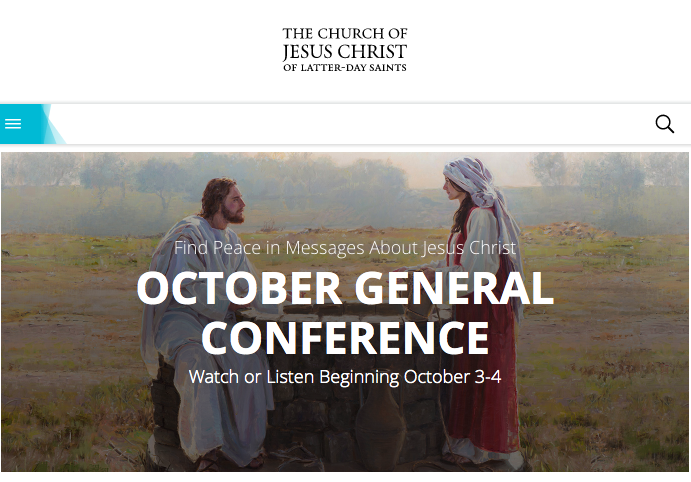 THE CHURCH OF
JESUS CHRIST
OF LATTER-DAY SAINTS
Find Peace in Messages About Jesus Christ
OCTOBER GENERAL
CONFERENCE
Watch or Listen Beginning October 3-4